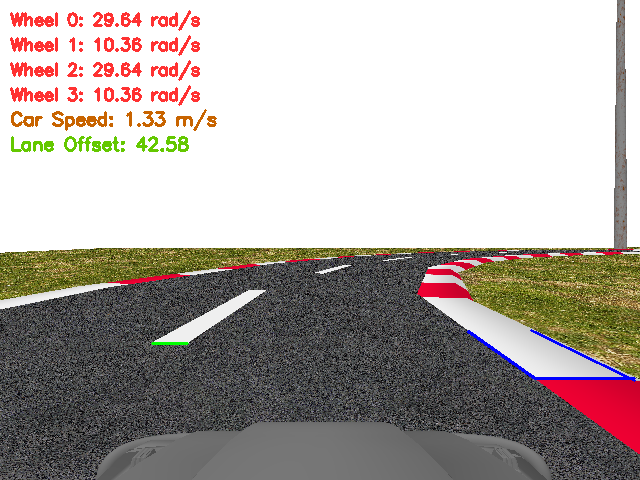 Wheel 0: 29.64 rad/s
Wheel 1: 10.36 rad/s
Wheel 2: 29.64 rad/s
Wheel 3: 10.36 rad/s
Car Speed: 1.33 m/s
Lane Offset: 42.58